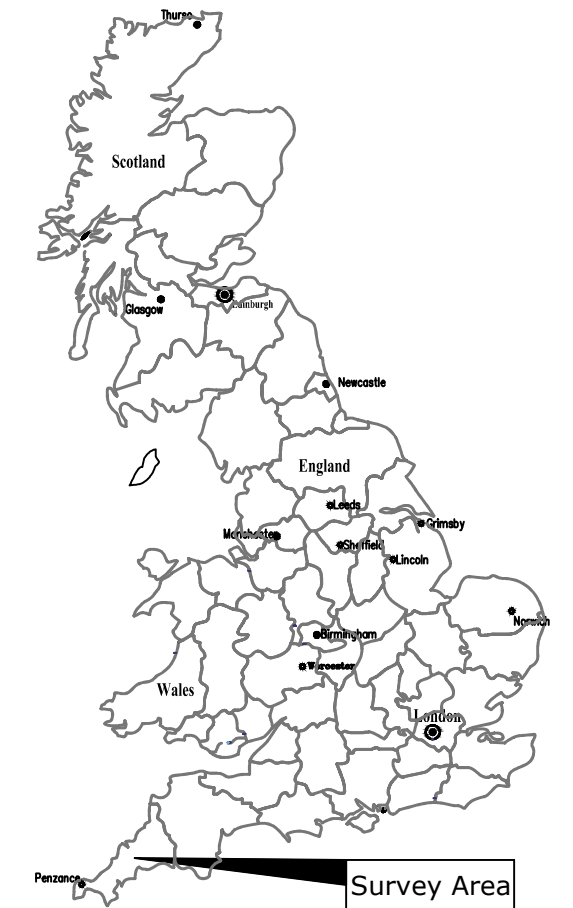 Thurso
Scotland
Glasgow
Edinburgh
Newcastle
England
Leeds
Grimsby
Manchester
Sheffield
Lincoln
Norwich
Birmingham
Worcester
Wales
London
Penzance
Survey Area